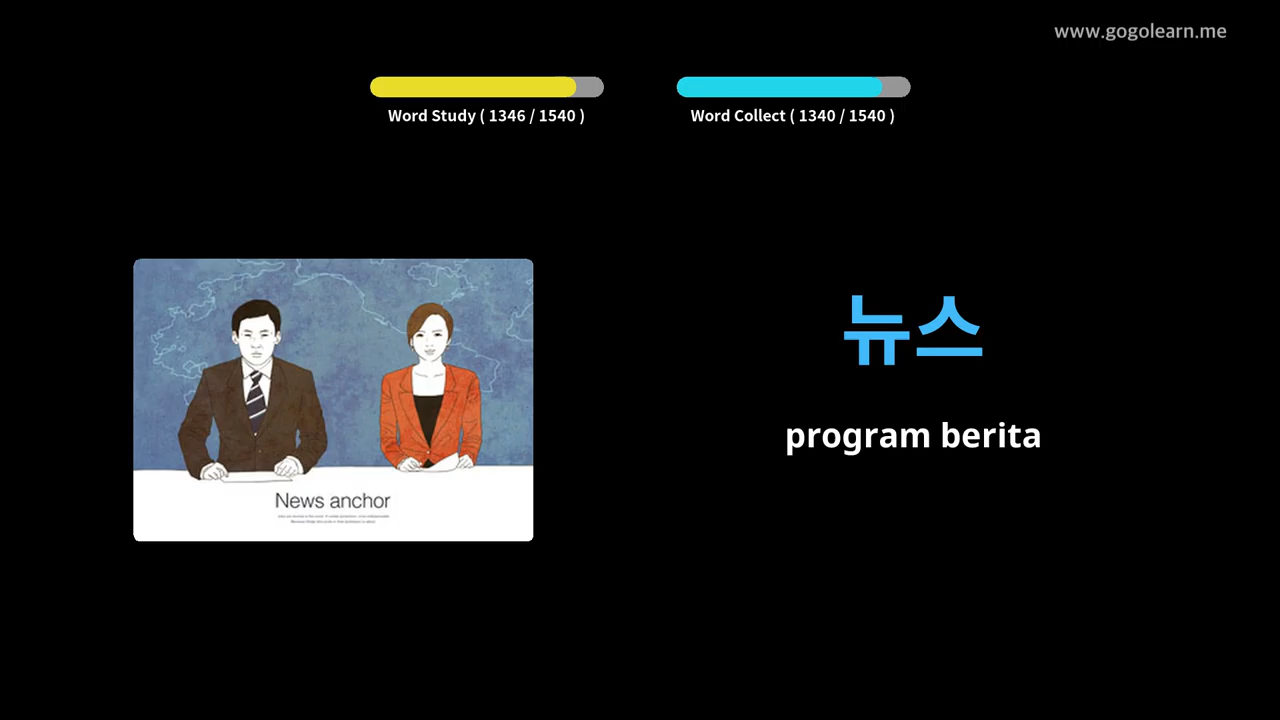 www.gogolearn.me
Word Study ( 1346 / 1540 )
Word Collect ( 1340 / 1540 )
뉴스
program berita
News anchor